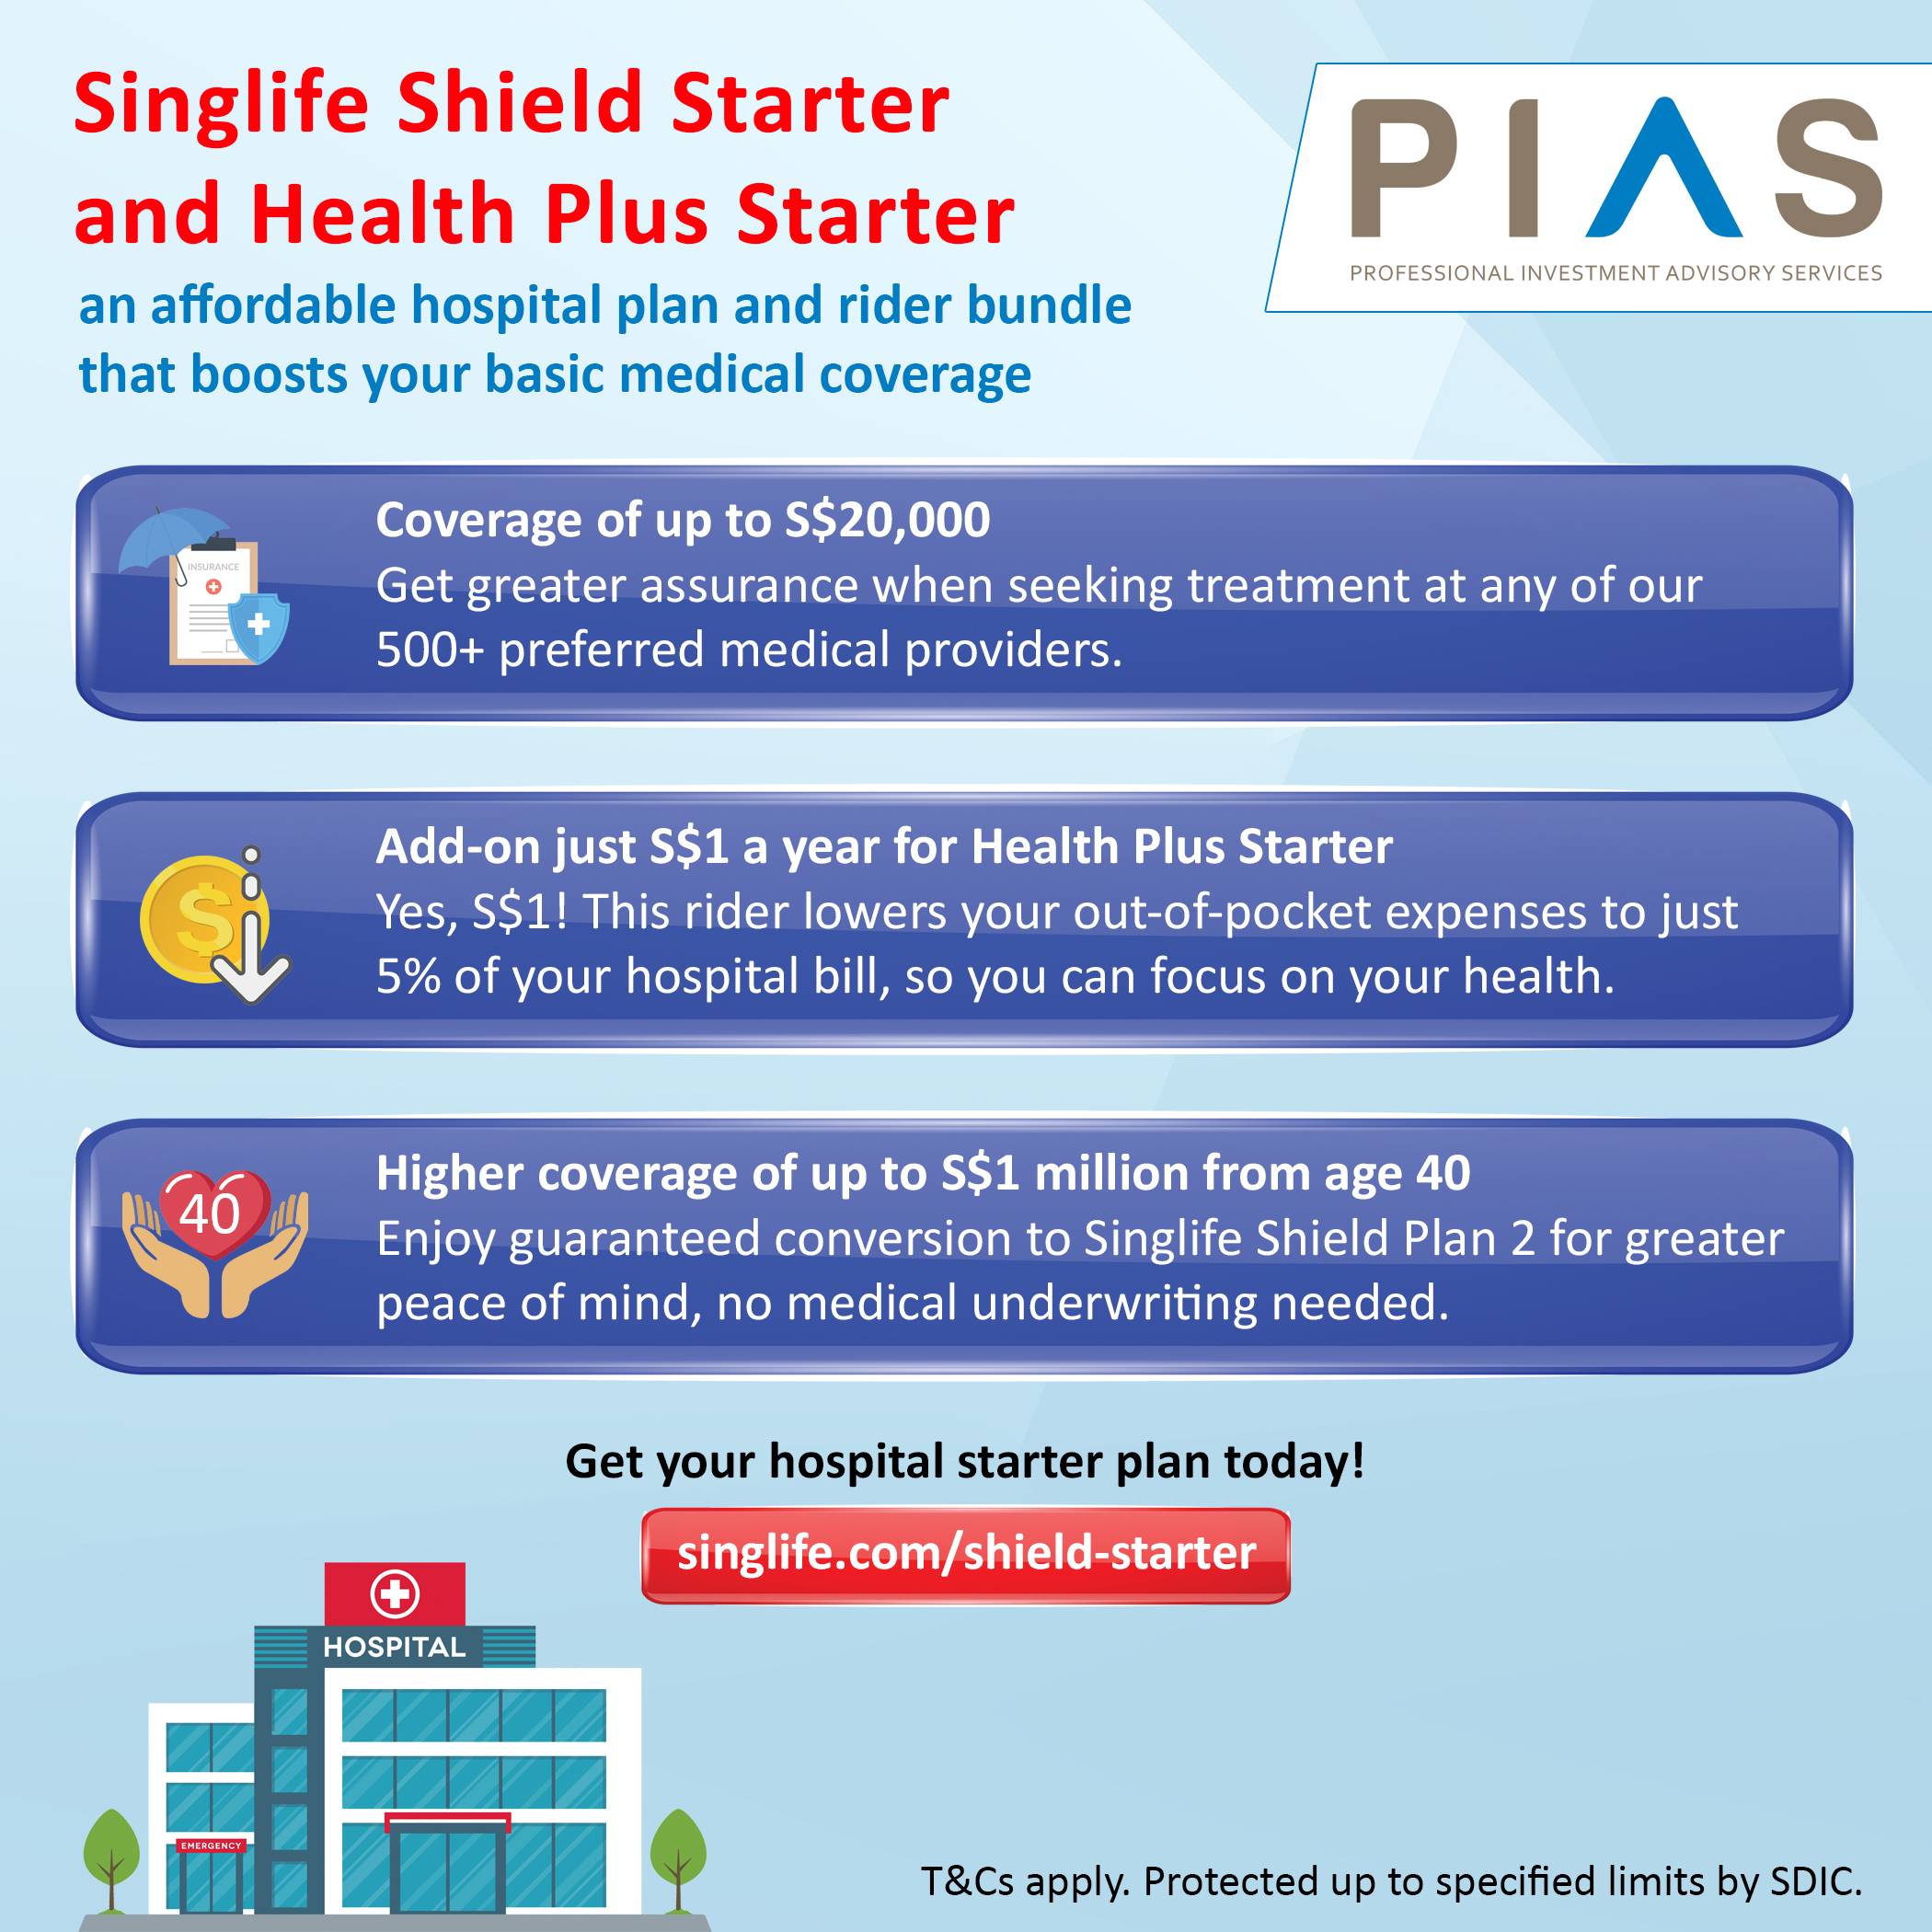 Singlife Shield Starter
and Health Plus Starter
an affordable hospital plan and rider bundle
that boosts your basic medical coverage
PIAS
PROFESSIONAL INVESTMENT ADVISORY SERVICES
INSURANCE
Coverage of up to S$20,000
Get greater assurance when seeking treatment at any of our
500+ preferred medical providers.
$
Add-on just S$1 a year for Health Plus Starter
Yes, S$1! This rider lowers your out-of-pocket expenses to just
5% of your hospital bill, so you can focus on your health.
40
Higher coverage of up to S$1 million from age 40
Enjoy guaranteed conversion to Singlife Shield Plan 2 for greater
peace of mind, no medical underwriting needed.
Get your hospital starter plan today!
singlife.com/shield-starter
HOSPITAL
EMERGENCY
T&Cs apply. Protected up to specified limits by SDIC.